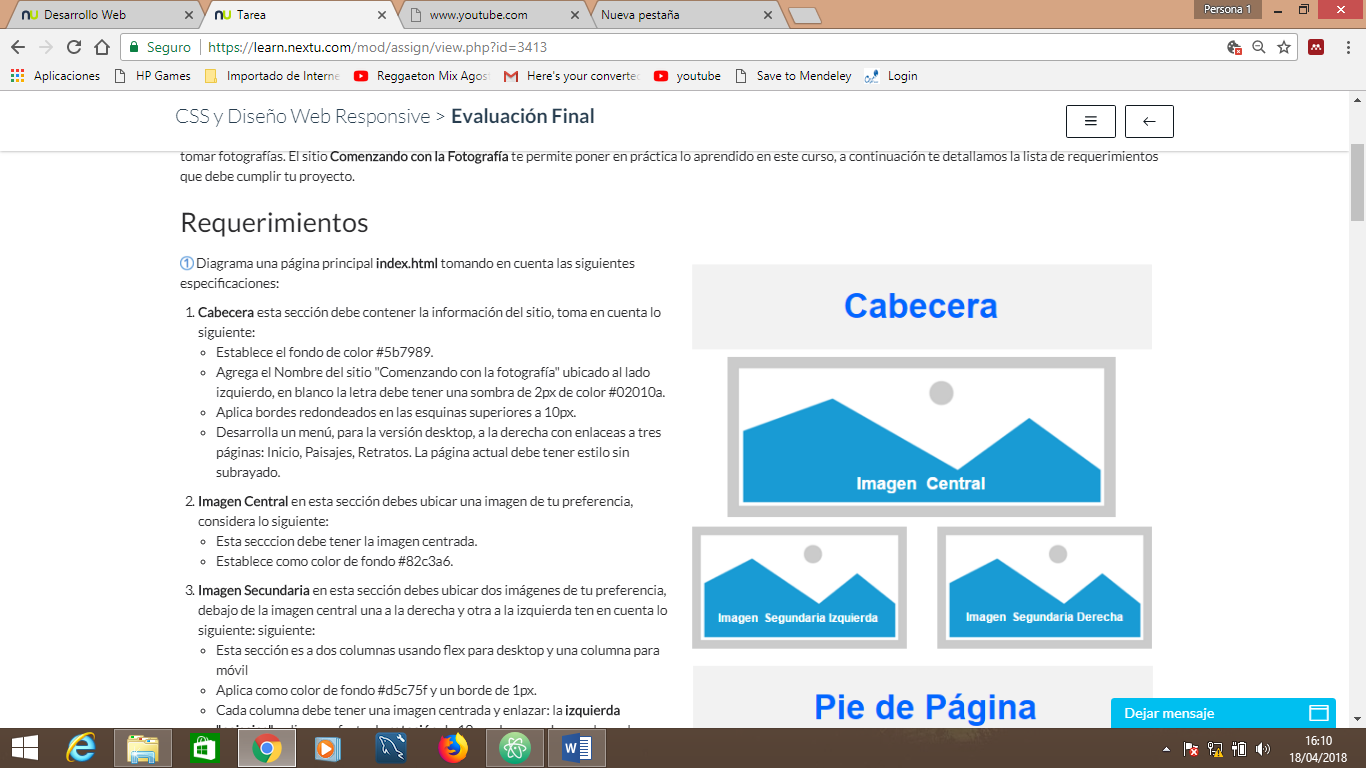 Desarrollo Web
Tarea
www.youtube.com
Nueva pestaña
Persona 1
Seguro
https://learn.nextu.com/mod/assign/view.php?id=3413
Aplicaciones
HP Games
Importado de Interne
Reggaeton Mix Agos
Here's your converte
youtube
Save to Mendeley
Login
CSS y Diseño Web Responsive > Evaluación Final
tomar fotografías. El sitio Comenzando con la Fotografía te permite poner en práctica lo aprendido en este curso, a continuación te detallamos la lista de requerimientos
que debe cumplir tu proyecto.
Requerimientos
1 Diagrama una página principal index.html tomando en cuenta las siguientes
especificaciones:
1. Cabecera esta sección debe contener la información del sitio, toma en cuenta lo
siguiente:
Establece el fondo de color #5b7989.
Agrega el Nombre del sitio "Comenzando con la fotografía" ubicado al lado
izquierdo, en blanco la letra debe tener una sombra de 2px de color #02010a.
Aplica bordes redondeados en las esquinas superiores a 10px.
Desarrolla un menú, para la versión desktop, a la derecha con enlaceas a tres
páginas: Inicio, Paisajes, Retratos. La página actual debe tener estilo sin
subrayado.
2. Imagen Central en esta sección debes ubicar una imagen de tu preferencia,
considera lo siguiente:
Esta secccion debe tener la imagen centrada.
Establece como color de fondo #82c3a6.
3. Imagen Secundaria en esta sección debes ubicar dos imágenes de tu preferencia,
debajo de la imagen central una a la derecha y otra a la izquierda ten en cuenta lo
siguiente: siguiente:
Esta sección es a dos columnas usando flex para desktop y una columna para
móvil
Aplica como color de fondo #d5c75f y un borde de 1px.
Cada columna debe tener una imagen centrada y enlazar: la izquierda
Cabecera
Imagen Central
Imagen Segundaria Izquierda
Imagen Segundaria Derecha
Pie de Página
Dejar mensaje
16:10
18/04/2018